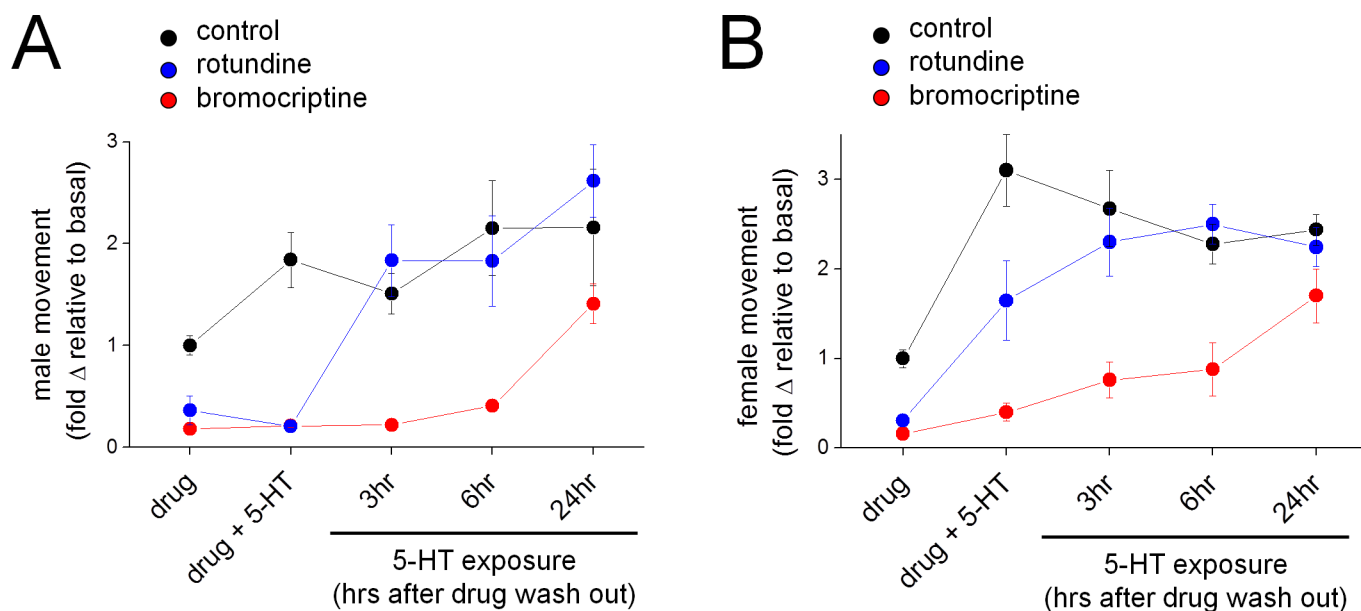 A
control
rotundine
bromocriptine
male movement
(fold Δ relative to basal)
3
2
1
0
drug
drug + 5-HT
3hr
6hr
24hr
5-HT exposure
(hrs after drug wash out)
B
control
rotundine
bromocriptine
female movement
(fold Δ relative to basal)
3
2
1
0
drug
drug + 5-HT
3hr
6hr
24hr
5-HT exposure
(hrs after drug wash out)